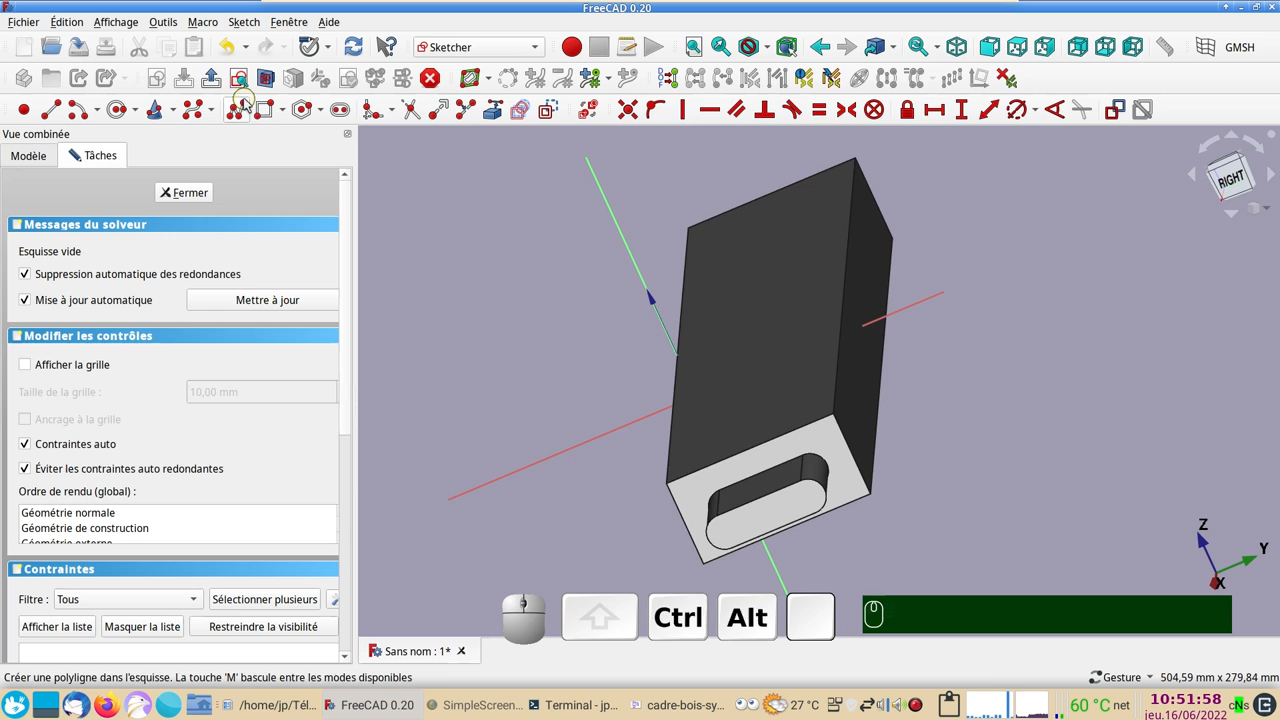 FreeCAD 0.20
Fichier Édition Affichage Outils Macro Sketch Fenêtre Aide
Sketcher GMSH
Vue combinée
Modèle Tâches
Fermer
Messages du solveur
Esquisse vide
Suppression automatique des redondances
Mise à jour automatique Mettre à jour
Modifier les contrôles
Afficher la grille
Taille de la grille : 10,00 mm
Ancrage à la grille
Contraintes auto
Éviter les contraintes auto redondantes
Ordre de rendu (global) :
Géométrie normale
Géométrie de construction
Géométrie externe
Contraintes
Filtre : Tous Sélectionner plusieurs
Afficher la liste Masquer la liste Restreindre la visibilité
RIGHT
Z
Y
X
Ctrl Alt
Sans nom : 1*
Créer une polyligne dans l'esquisse. La touche 'M' bascule entre les modes disponibles
Gesture 504,59 mm x 279,84 mm
/home/jp/Tél... FreeCAD 0.20 SimpleScreen... Terminal - jp... cadre-bois-sy... 27 °C 60 °C net 10:51:58
jeu.16/06/2022